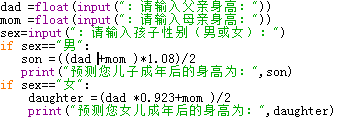 dad =float(input("：请输入父亲身高："))
mom =float(input("：请输入母亲身高："))
sex=input("：请输入孩子性别（男或女）：")
if sex=="男":
    son =((dad +mom )*1.08)/2
    print("预测您儿子成年后的身高为：",son)
if sex=="女":
    daughter =(dad *0.923+mom )/2
    print("预测您女儿成年后的身高为：",daughter)